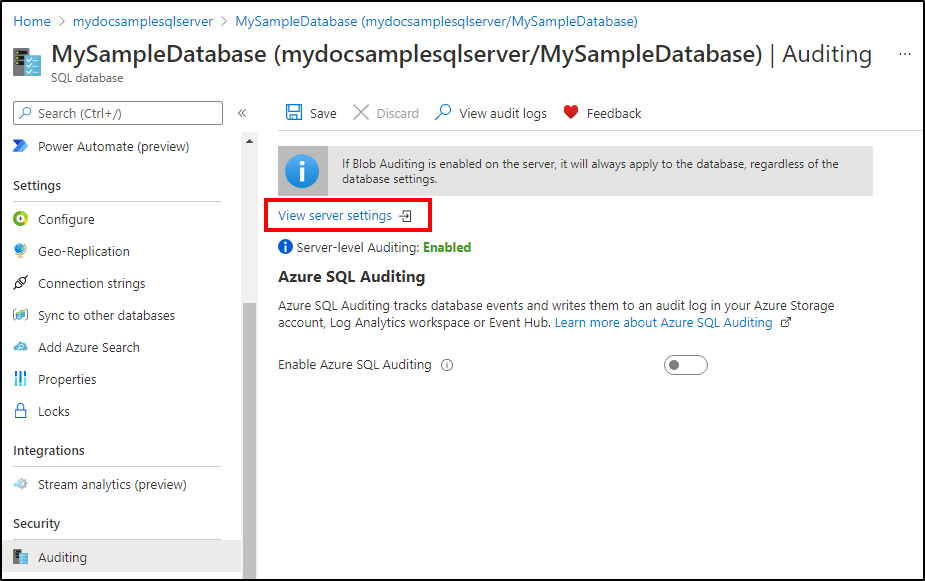 Home > mydocsamplesqlserver > MySampleDatabase (mydocsamplesqlserver/MySampleDatabase)
MySampleDatabase (mydocsamplesqlserver/MySampleDatabase) | Auditing ...
SQL database
Search (Ctrl+/) «
Power Automate (preview)
Settings
Configure
Geo-Replication
Connection strings
Sync to other databases
Add Azure Search
Properties
Locks
Integrations
Stream analytics (preview)
Security
Auditing
Save Discard View audit logs Feedback
If Blob Auditing is enabled on the server, it will always apply to the database, regardless of the
database settings.
View server settings
Server-level Auditing: Enabled
Azure SQL Auditing
Azure SQL Auditing tracks database events and writes them to an audit log in your Azure Storage
account, Log Analytics workspace or Event Hub. Learn more about Azure SQL Auditing
Enable Azure SQL Auditing